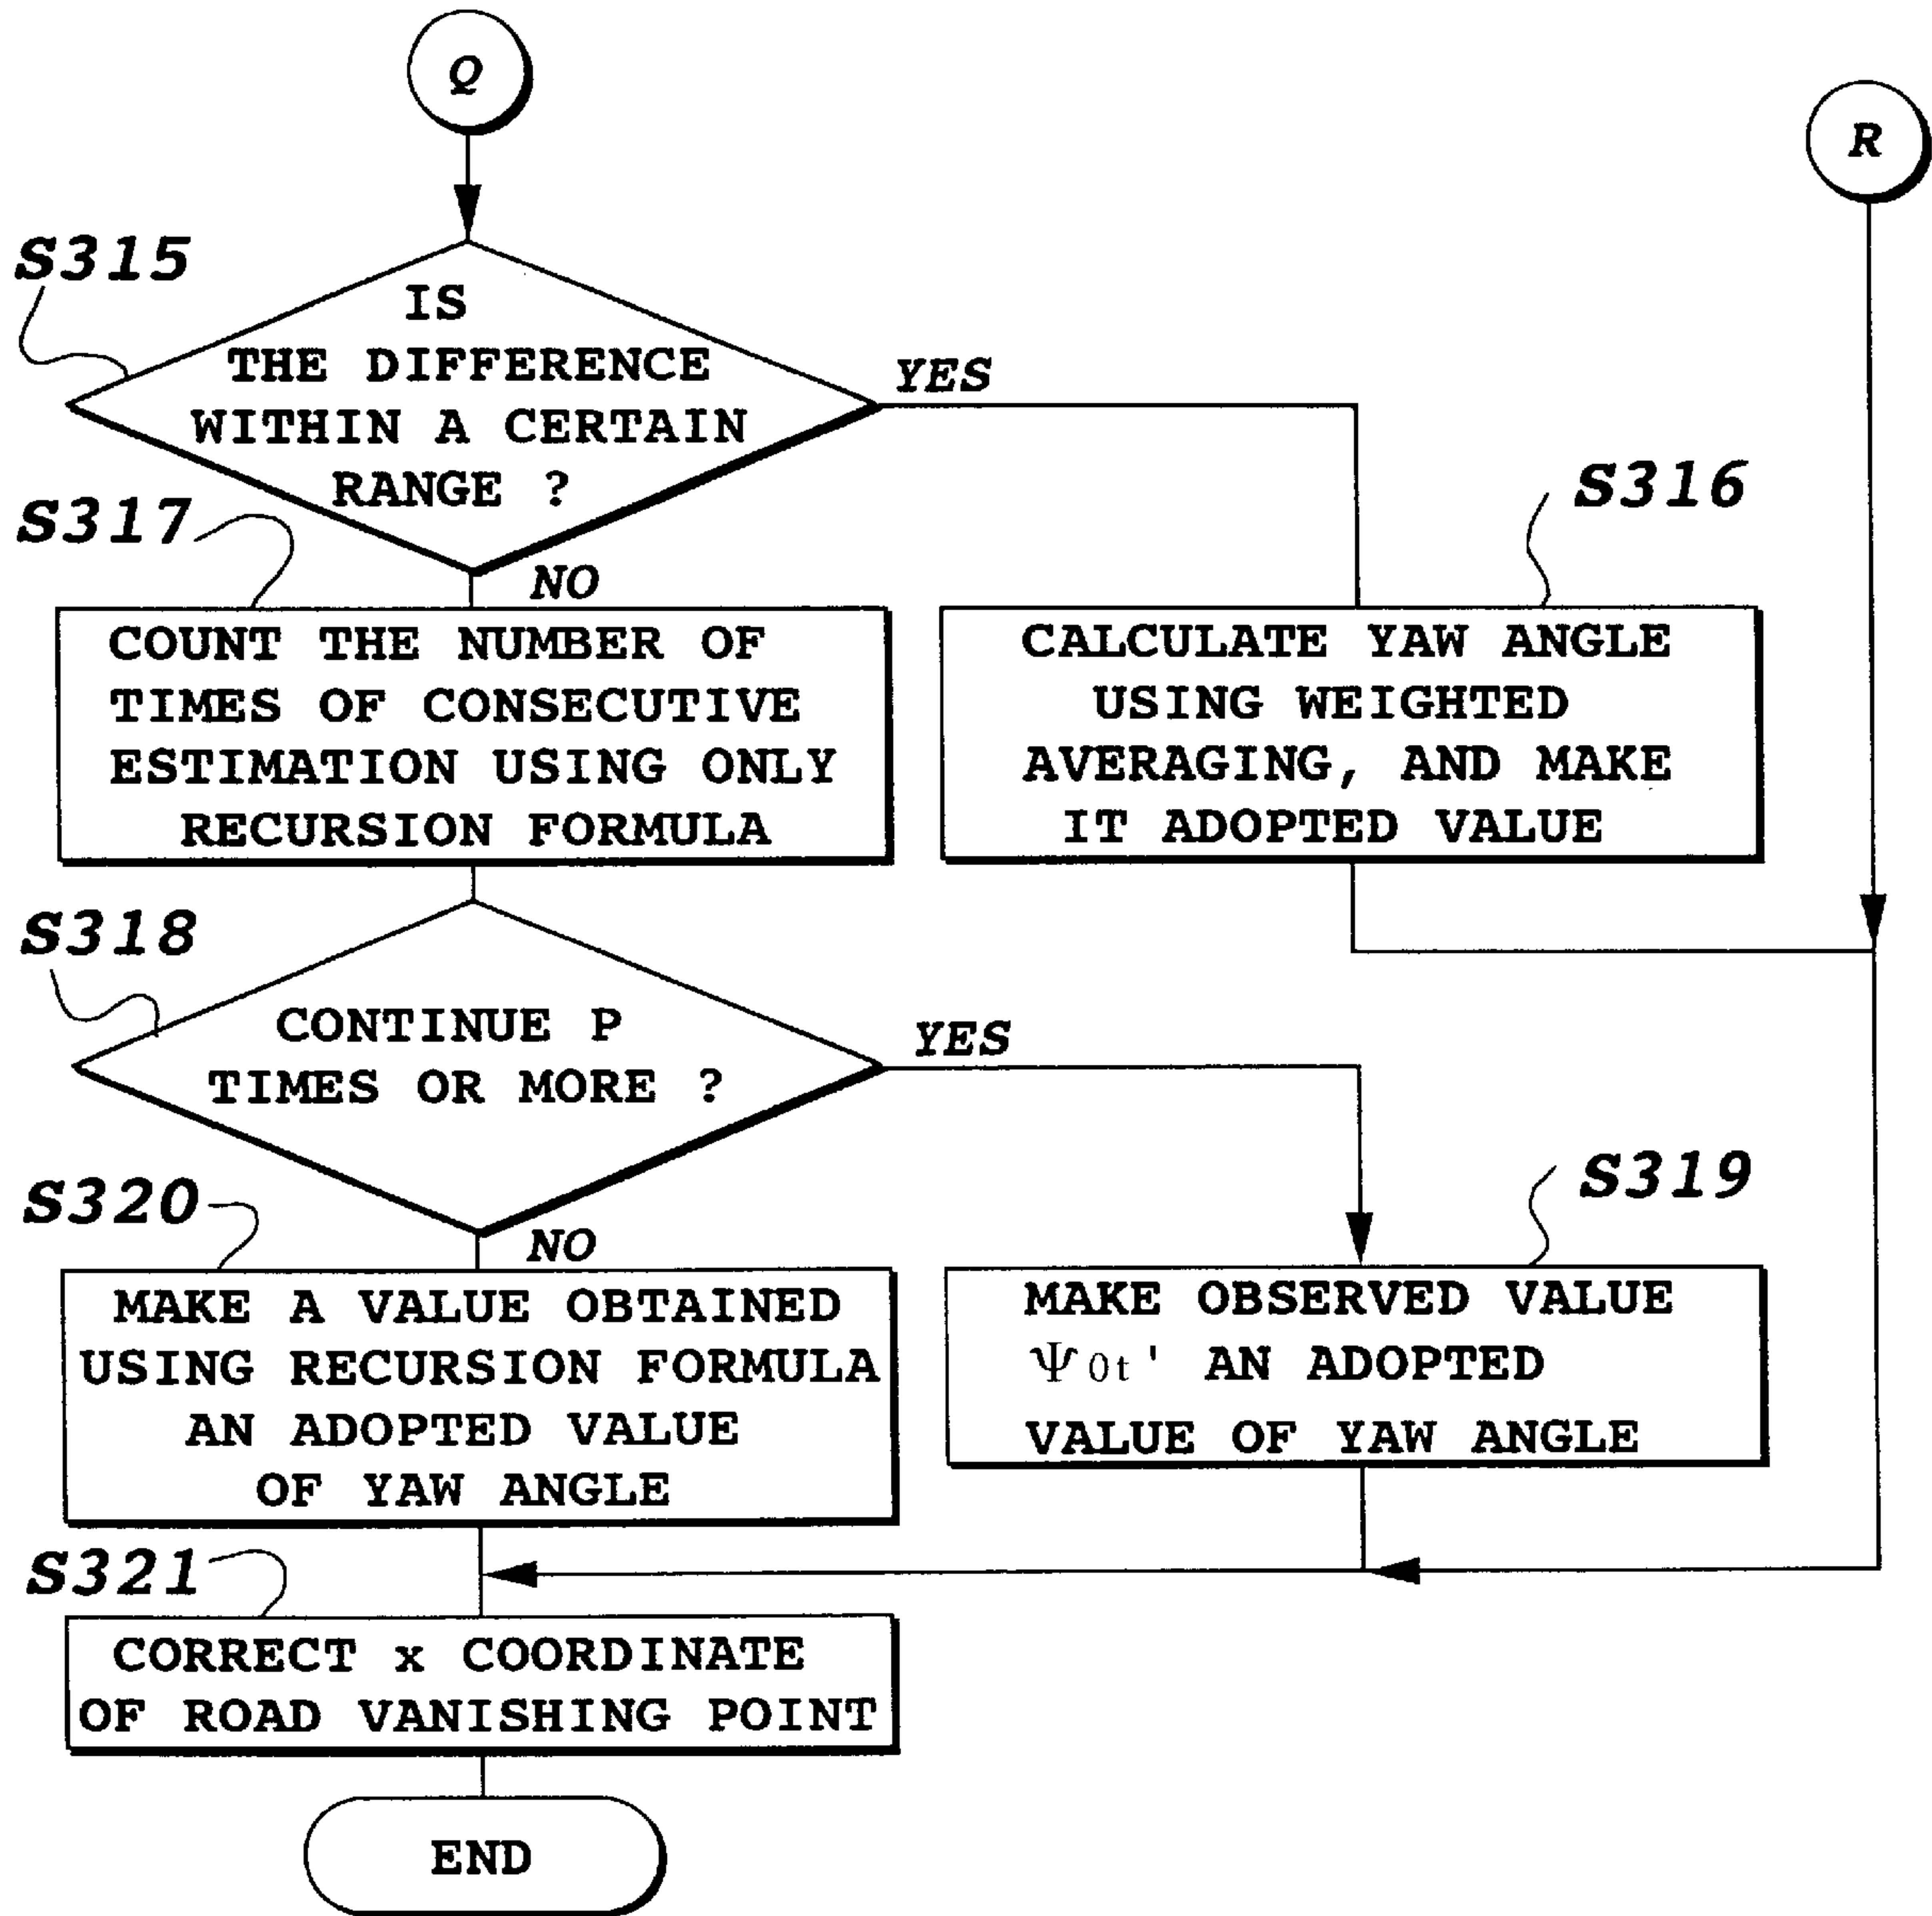 Q
R
S315
IS
THE DIFFERENCE
WITHIN A CERTAIN
RANGE ?
YES
NO
S316
CALCULATE YAW ANGLE
USING WEIGHTED
AVERAGING, AND MAKE
IT ADOPTED VALUE
S317
COUNT THE NUMBER OF
TIMES OF CONSECUTIVE
ESTIMATION USING ONLY
RECURSION FORMULA
S318
CONTINUE P
TIMES OR MORE ?
YES
NO
S319
MAKE OBSERVED VALUE
Ψ0t' AN ADOPTED
VALUE OF YAW ANGLE
S320
MAKE A VALUE OBTAINED
USING RECURSION FORMULA
AN ADOPTED VALUE
OF YAW ANGLE
S321
CORRECT x COORDINATE
OF ROAD VANISHING POINT
END